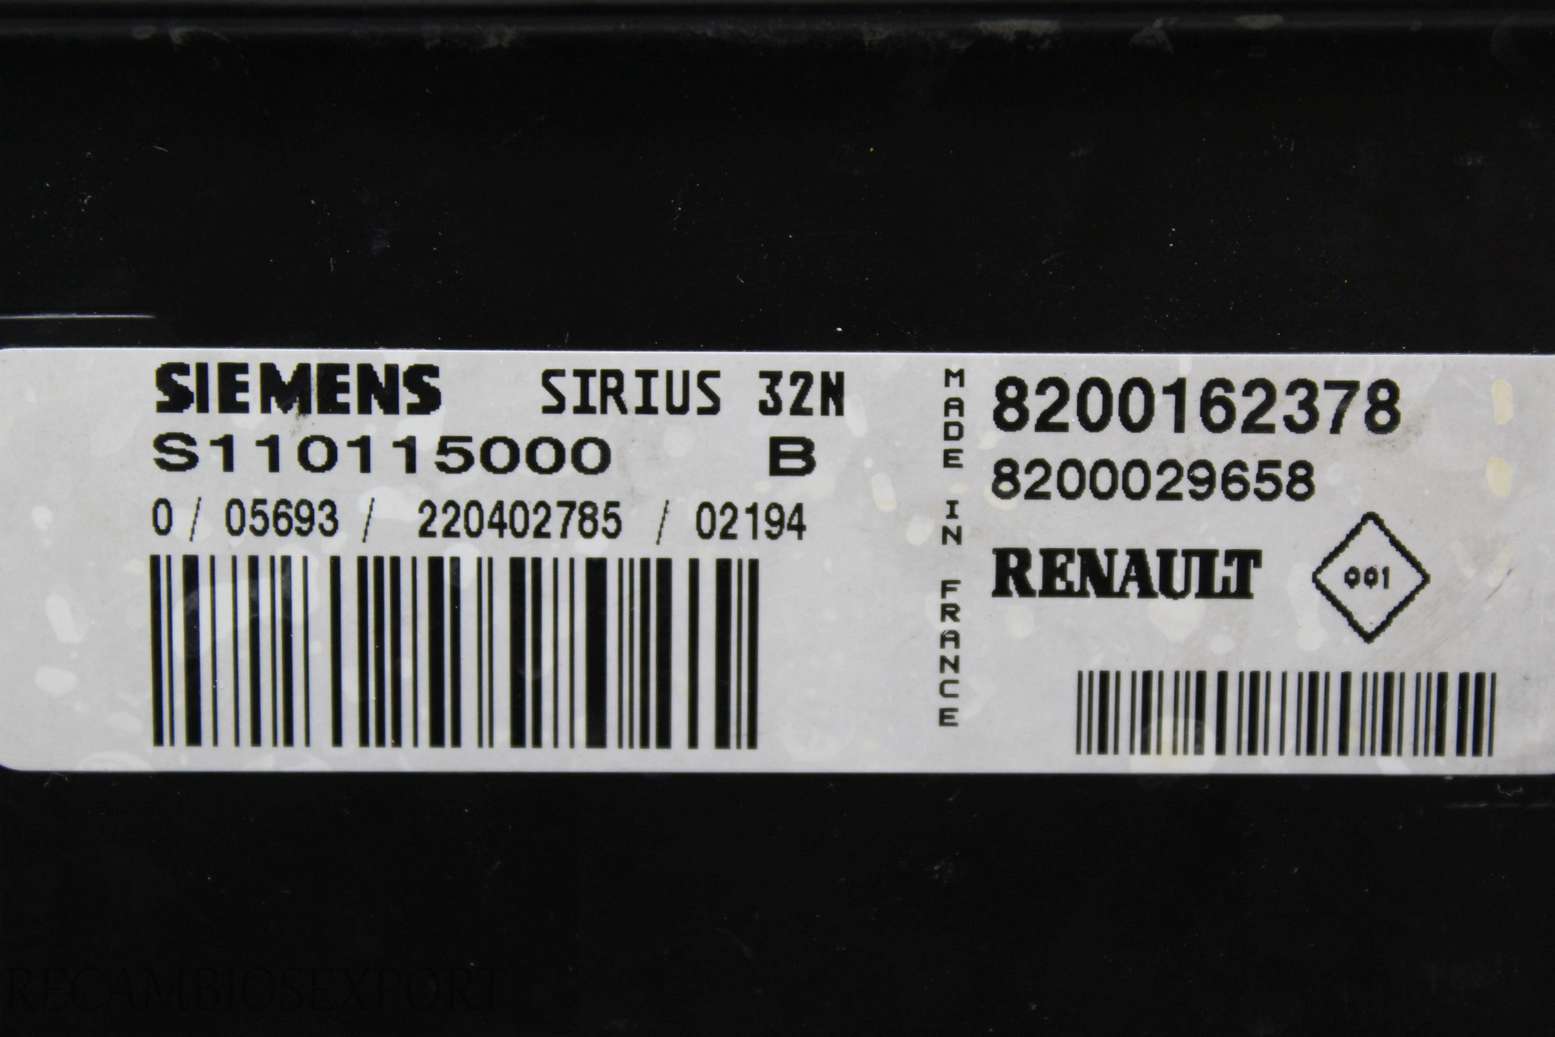 SIEMENS SIRIUS 32N
S110115000 B
0 / 05693 / 220402785 / 02194
MADE IN FRANCE
8200162378
8200029658
RENAULT 001
RECAMBIOSEXPORT